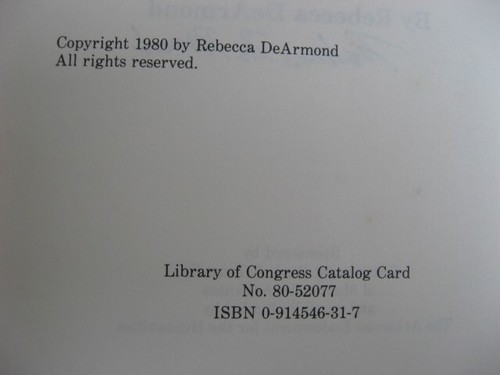 Copyright 1980 by Rebecca DeArmond
All rights reserved.
Library of Congress Catalog Card
No. 80-52077
ISBN 0-914546-31-7